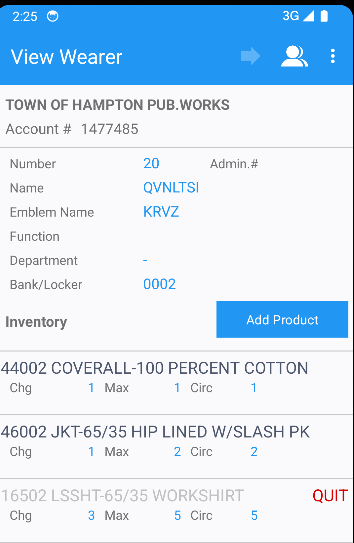 2:25 3G
View Wearer
TOWN OF HAMPTON PUB.WORKS
Account # 1477485
Number 20 Admin.#
Name QVNLTSI
Emblem Name KRVZ
Function
Department -
Bank/Locker 0002
Inventory Add Product
44002 COVERALL-100 PERCENT COTTON
Chg 1 Max 1 Circ 1
46002 JKT-65/35 HIP LINED W/SLASH PK
Chg 1 Max 2 Circ 2
16502 LSSHT-65/35 WORKSHIRT QUIT
Chg 3 Max 5 Circ 5